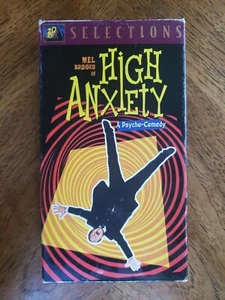 SELECTIONS
MEL
BROOKS
in
HIGH
ANXIETY
A Psycho-Comedy